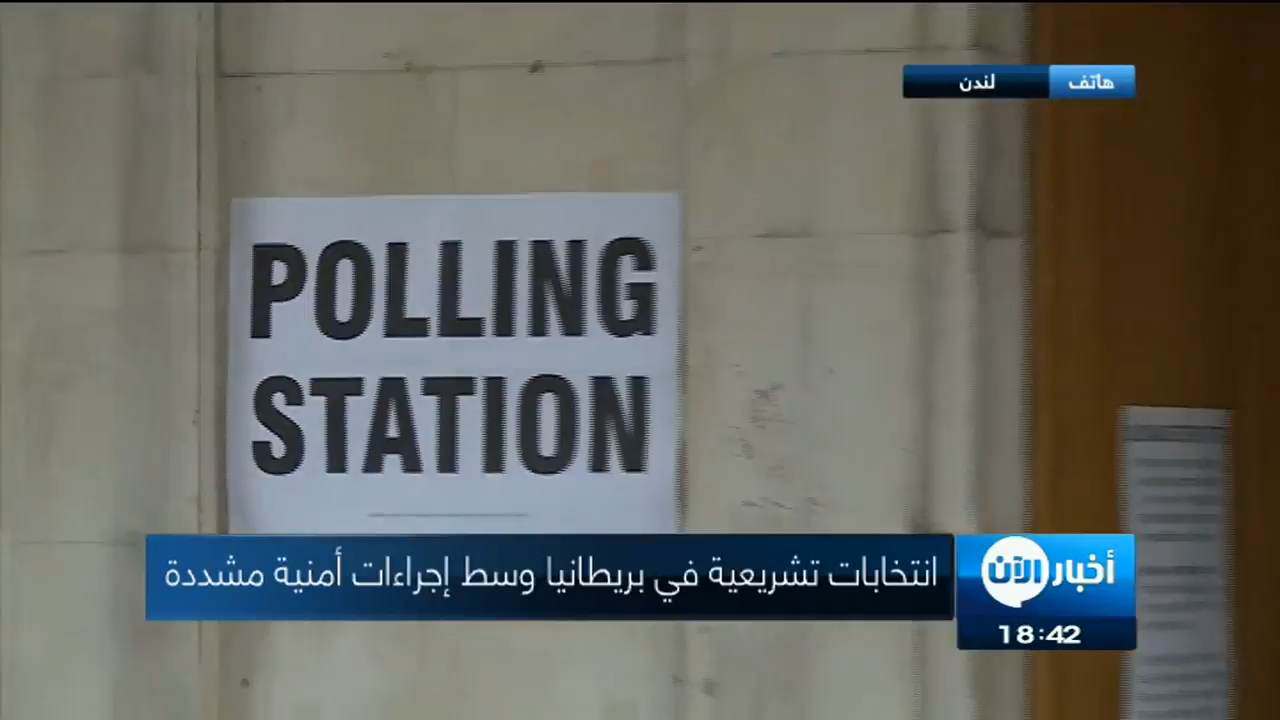 هاتف لندن
POLLING
STATION
انتخابات تشريعية في بريطانيا وسط إجراءات أمنية مشددة
أخبار الآن
18:42